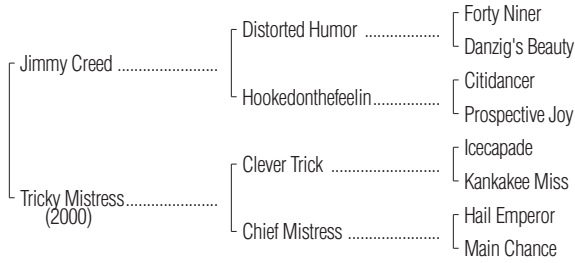 Forty Niner
Distorted Humor ..................
Danzig's Beauty
Jimmy Creed ........................
Citidancer
Hookedonthefeelin................
Prospective Joy
Icecapade
Clever Trick ..........................
Kankakee Miss
Tricky Mistress......................
(2000)
Hail Emperor
Chief Mistress ......................
Main Chance